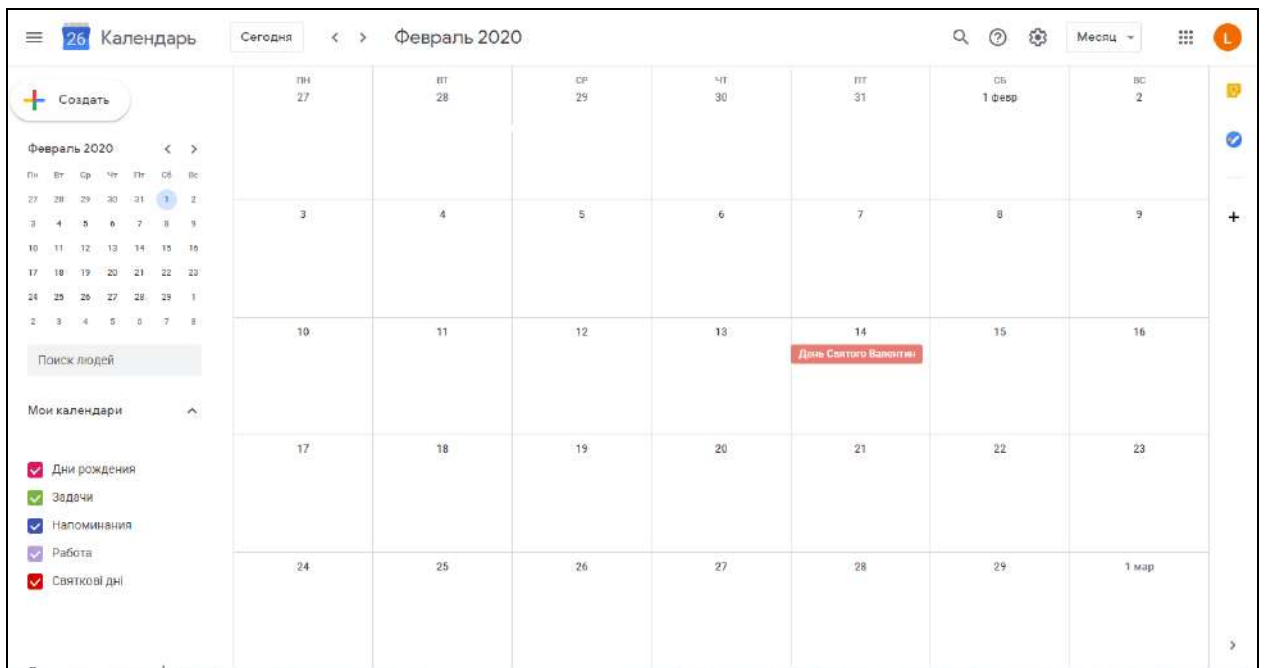 26 Календарь Сегодня < > Февраль 2020 Месяц L
Создать
ПН ВТ СР ЧТ ПТ СБ ВС
27 28 29 30 31 1 февр 2
Февраль 2020 < >
Пн Вт Ср Чт Пт Сб Вс
27 28 29 30 31 1 2
3 4 5 6 7 8 9
10 11 12 13 14 15 16
17 18 19 20 21 22 23
24 25 26 27 28 29 1
2 3 4 5 6 7 8
Поиск людей
Мои календари
Дни рождения
Задачи
Напоминания
Работа
Святкові дні
3 4 5 6 7 8 9
10 11 12 13 14 15 16
День Святого Валентин
17 18 19 20 21 22 23
24 25 26 27 28 29 1 мар